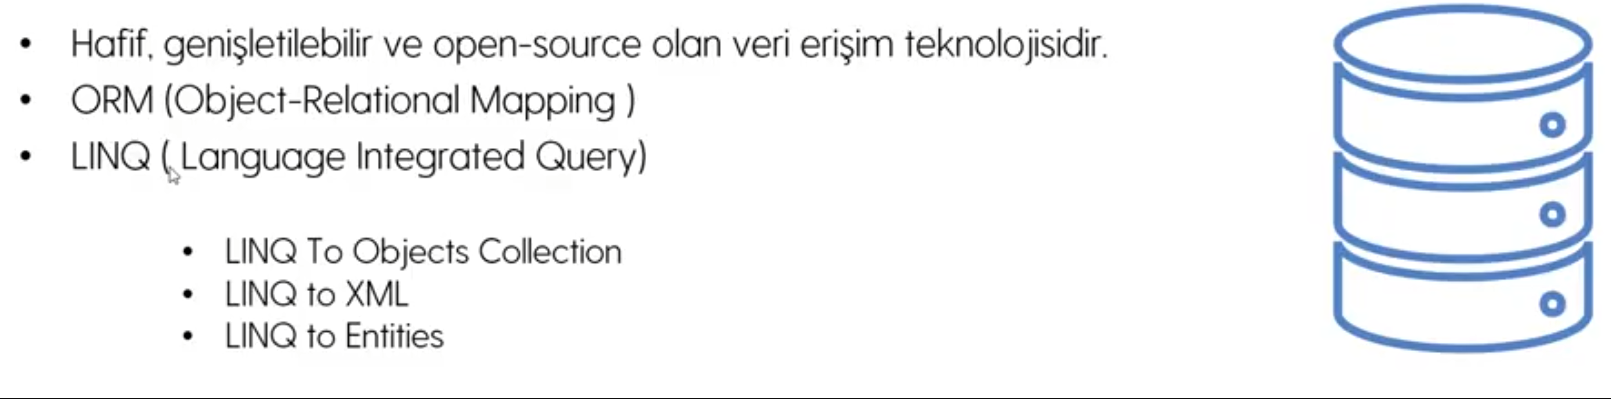 • Hafif, genişletilebilir ve open-source olan veri erişim teknolojisidir.
• ORM (Object-Relational Mapping )
• LINQ ( Language Integrated Query)
• LINQ To Objects Collection
• LINQ to XML
• LINQ to Entities